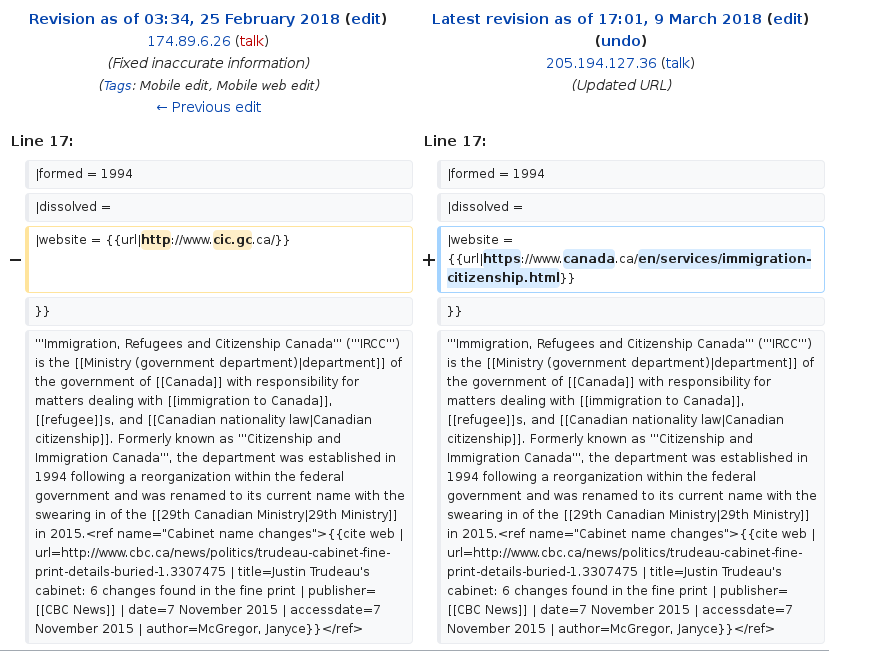 Revision as of 03:34, 25 February 2018 (edit)
174.89.6.26 (talk)
(Fixed inaccurate information)
(Tags: Mobile edit, Mobile web edit)
← Previous edit
Latest revision as of 17:01, 9 March 2018 (edit)
(undo)
205.194.127.36 (talk)
(Updated URL)
Line 17:
|formed = 1994
|dissolved =
− |website = {{url|http://www.cic.gc.ca/}}
}}
'''Immigration, Refugees and Citizenship Canada''' ('''IRCC''')
is the [[Ministry (government department)|department]] of
the government of [[Canada]] with responsibility for
matters dealing with [[immigration to Canada]],
[[refugee]]s, and [[Canadian nationality law|Canadian
citizenship]]. Formerly known as '''Citizenship and
Immigration Canada''', the department was established in
1994 following a reorganization within the federal
government and was renamed to its current name with the
swearing in of the [[29th Canadian Ministry|29th Ministry]]
in 2015.<ref name="Cabinet name changes">{{cite web |
url=http://www.cbc.ca/news/politics/trudeau-cabinet-fine-
print-details-buried-1.3307475 | title=Justin Trudeau's
cabinet: 6 changes found in the fine print | publisher=
[[CBC News]] | date=7 November 2015 | accessdate=7
November 2015 | author=McGregor, Janyce}}</ref>
Line 17:
|formed = 1994
|dissolved =
+ |website =
{{url|https://www.canada.ca/en/services/immigration-
citizenship.html}}
}}
'''Immigration, Refugees and Citizenship Canada''' ('''IRCC''')
is the [[Ministry (government department)|department]] of
the government of [[Canada]] with responsibility for
matters dealing with [[immigration to Canada]],
[[refugee]]s, and [[Canadian nationality law|Canadian
citizenship]]. Formerly known as '''Citizenship and
Immigration Canada''', the department was established in
1994 following a reorganization within the federal
government and was renamed to its current name with the
swearing in of the [[29th Canadian Ministry|29th Ministry]]
in 2015.<ref name="Cabinet name changes">{{cite web |
url=http://www.cbc.ca/news/politics/trudeau-cabinet-fine-
print-details-buried-1.3307475 | title=Justin Trudeau's
cabinet: 6 changes found in the fine print | publisher=
[[CBC News]] | date=7 November 2015 | accessdate=7
November 2015 | author=McGregor, Janyce}}</ref>